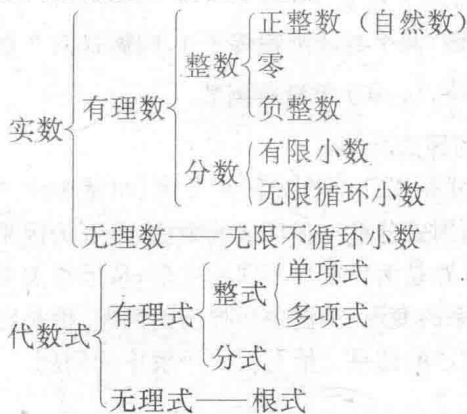 正整数（自然数）
整数 零
有理数 负整数
实数 分数 有限小数
无限循环小数
无理数——无限不循环小数
整式 单项式
有理式 多项式
代数式 分式
无理式——根式